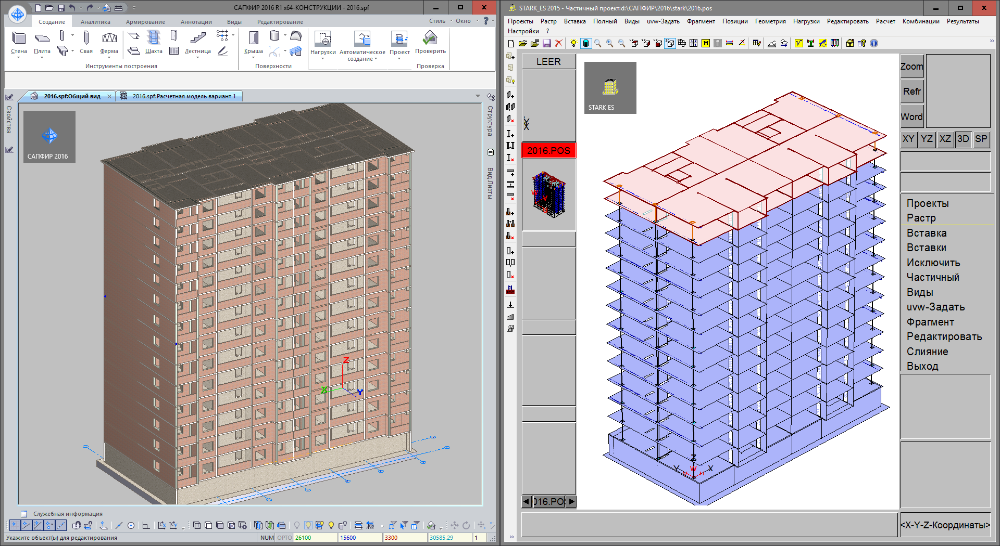 САПФИР 2016 R1 x64-КОНСТРУКЦИИ - 2016.spf
Создание Аналитика Армирование Аннотации Виды Редактирование Стиль Окно ?
Стена Плита Свая Ферма Шахта Лестница Крыша Нагрузки Автоматическое создание Проект Проверить
Инструменты построения Поверхности Проверка
2016.spf:Общий вид 2016.spf:Расчетная модель вариант 1
Свойства
САПФИР 2016
Структура
Вид
Листы
Z
X
Y
Служебная информация
Укажите объект(ы) для редактирования NUM ОРТО 26100 15600 3300 30585.29 1
STARK_ES 2015 - Частичный проект:d:\САПФИР\2016\stark\2016.pos
Проекты Растр Вставка Полный Виды uvw-Задать Фрагмент Позиции Геометрия Нагрузки Редактировать Расчет Комбинации Результаты
Настройки ?
LEER
Y
X
2016.POS
016.POS
STARK ES
Z
Y
X
W
Zoom
Refr
Word
XY YZ XZ 3D SP
Проекты
Растр
Вставка
Вставки
Исключить
Частичный
Виды
uvw-Задать
Фрагмент
Редактировать
Слияние
Выход
<X-Y-Z-Координаты>